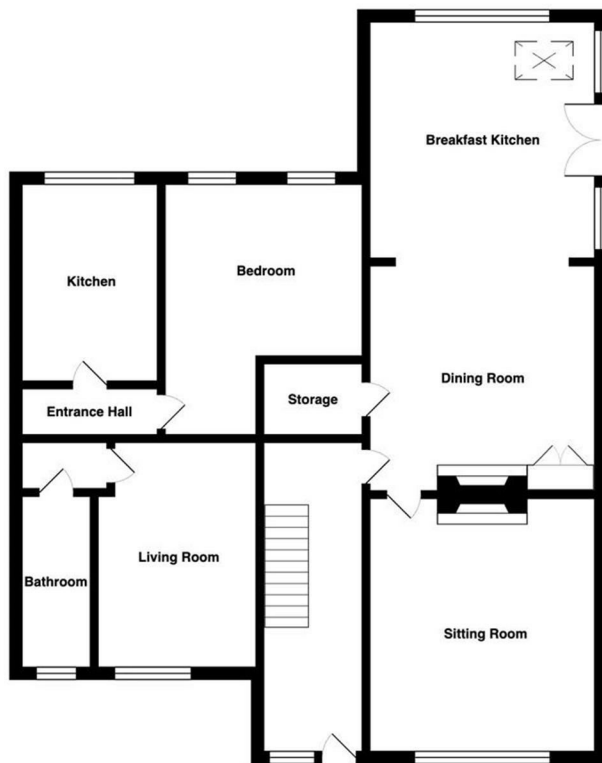 Breakfast Kitchen
Kitchen
Bedroom
Dining Room
Storage
Entrance Hall
Living Room
Bathroom
Sitting Room